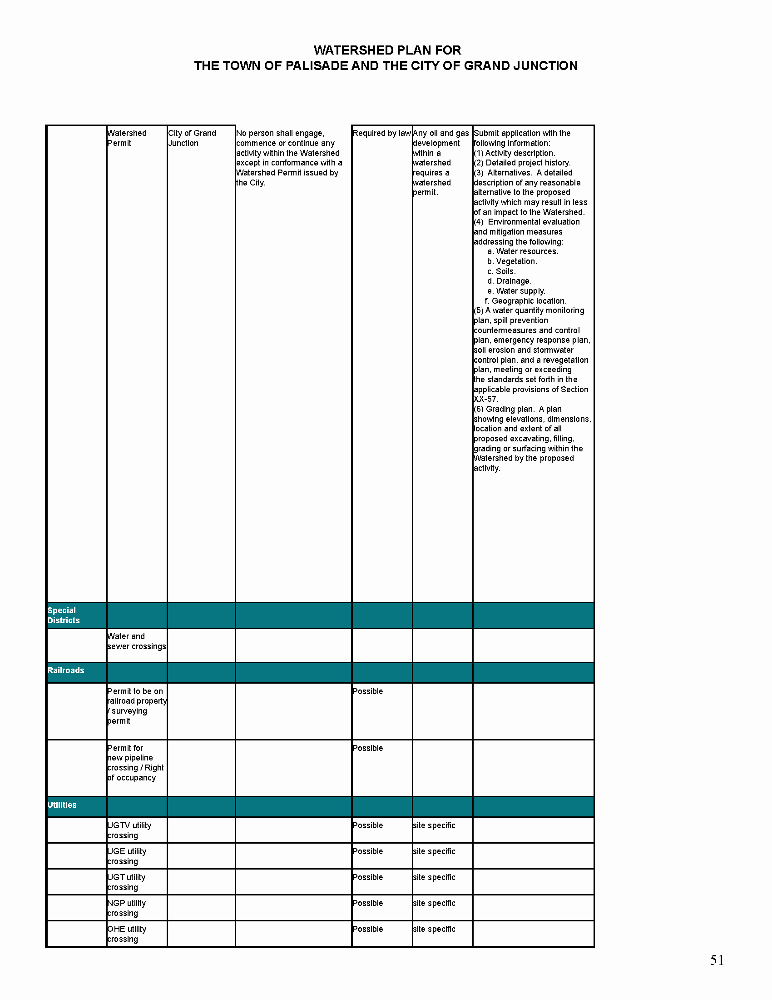 WATERSHED PLAN FOR
THE TOWN OF PALISADE AND THE CITY OF GRAND JUNCTION
Watershed
Permit
City of Grand
Junction
No person shall engage,
commence or continue any
activity within the Watershed
except in conformance with a
Watershed Permit issued by
the City.
Required by law
Any oil and gas
development
within a
watershed
requires a
watershed
permit.
Submit application with the
following information:
(1) Activity description.
(2) Detailed project history.
(3)  Alternatives.  A detailed
description of any reasonable
alternative to the proposed
activity which may result in less
of an impact to the Watershed.
(4)  Environmental evaluation
and mitigation measures
addressing the following:
a. Water resources.
b. Vegetation.
c. Soils.
d. Drainage.
e. Water supply.
f. Geographic location.
(5) A water quantity monitoring
plan, spill prevention
countermeasures and control
plan, emergency response plan,
soil erosion and stormwater
control plan, and a revegetation
plan, meeting or exceeding
the standards set forth in the
applicable provisions of Section
XX-57.
(6) Grading plan.  A plan
showing elevations, dimensions,
location and extent of all
proposed excavating, filling,
grading or surfacing within the
Watershed by the proposed
activity.
Special
Districts
Water and
sewer crossings
Railroads
Permit to be on
railroad property
/ surveying
permit
Possible
Permit for
new pipeline
crossing / Right
of occupancy
Possible
Utilities
UGTV utility
crossing
Possible
site specific
UGE utility
crossing
Possible
site specific
UGT utility
crossing
Possible
site specific
NGP utility
crossing
Possible
site specific
OHE utility
crossing
Possible
site specific
51